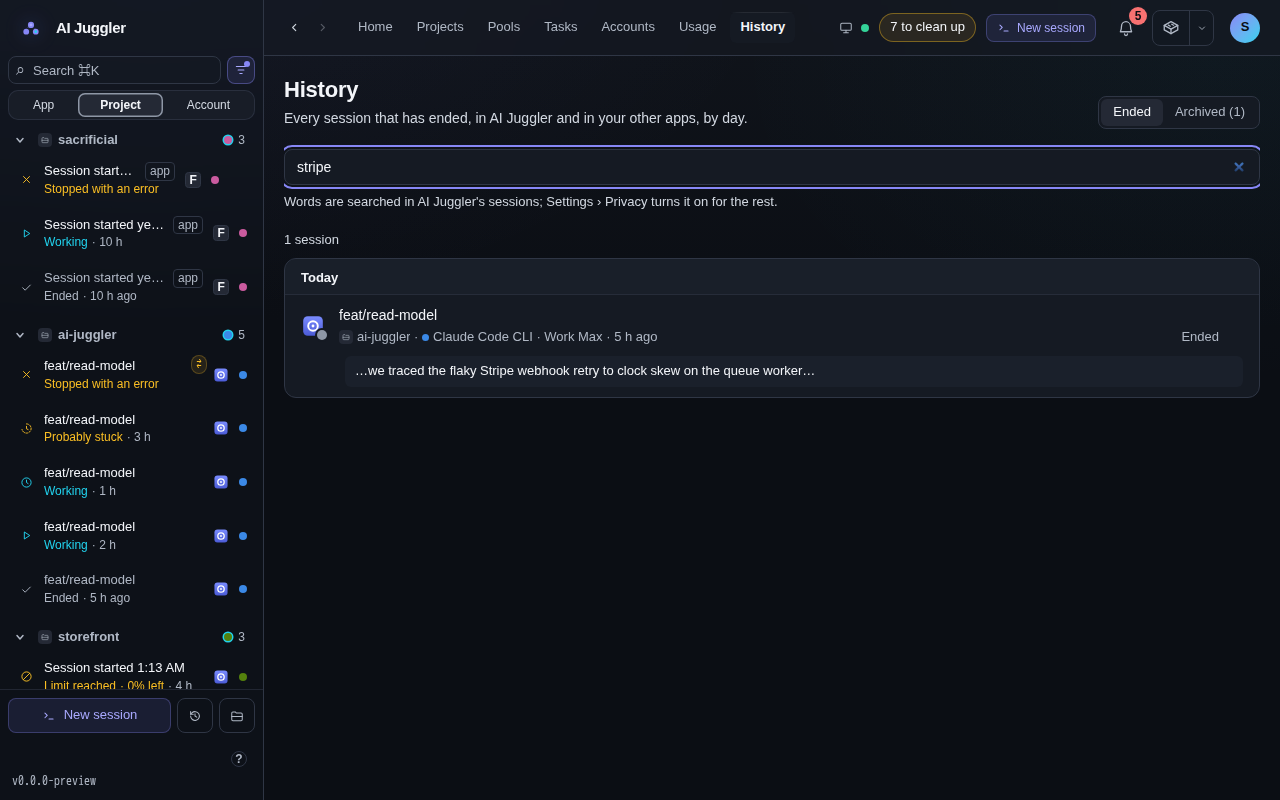 AI Juggler
Search ⌘K
App Project Account
sacrificial 3
Session start… app F
Stopped with an error
Session started ye… app F
Working · 10 h
Session started ye… app F
Ended · 10 h ago
ai-juggler 5
feat/read-model
Stopped with an error
feat/read-model
Probably stuck · 3 h
feat/read-model
Working · 1 h
feat/read-model
Working · 2 h
feat/read-model
Ended · 5 h ago
storefront 3
Session started 1:13 AM
Limit reached · 0% left · 4 h
New session
?
v0.0.0-preview
Home Projects Pools Tasks Accounts Usage History
7 to clean up
New session
5
S
History
Every session that has ended, in AI Juggler and in your other apps, by day.
Ended Archived (1)
stripe
Words are searched in AI Juggler's sessions; Settings › Privacy turns it on for the rest.
1 session
Today
feat/read-model
ai-juggler · Claude Code CLI · Work Max · 5 h ago Ended
…we traced the flaky Stripe webhook retry to clock skew on the queue worker…